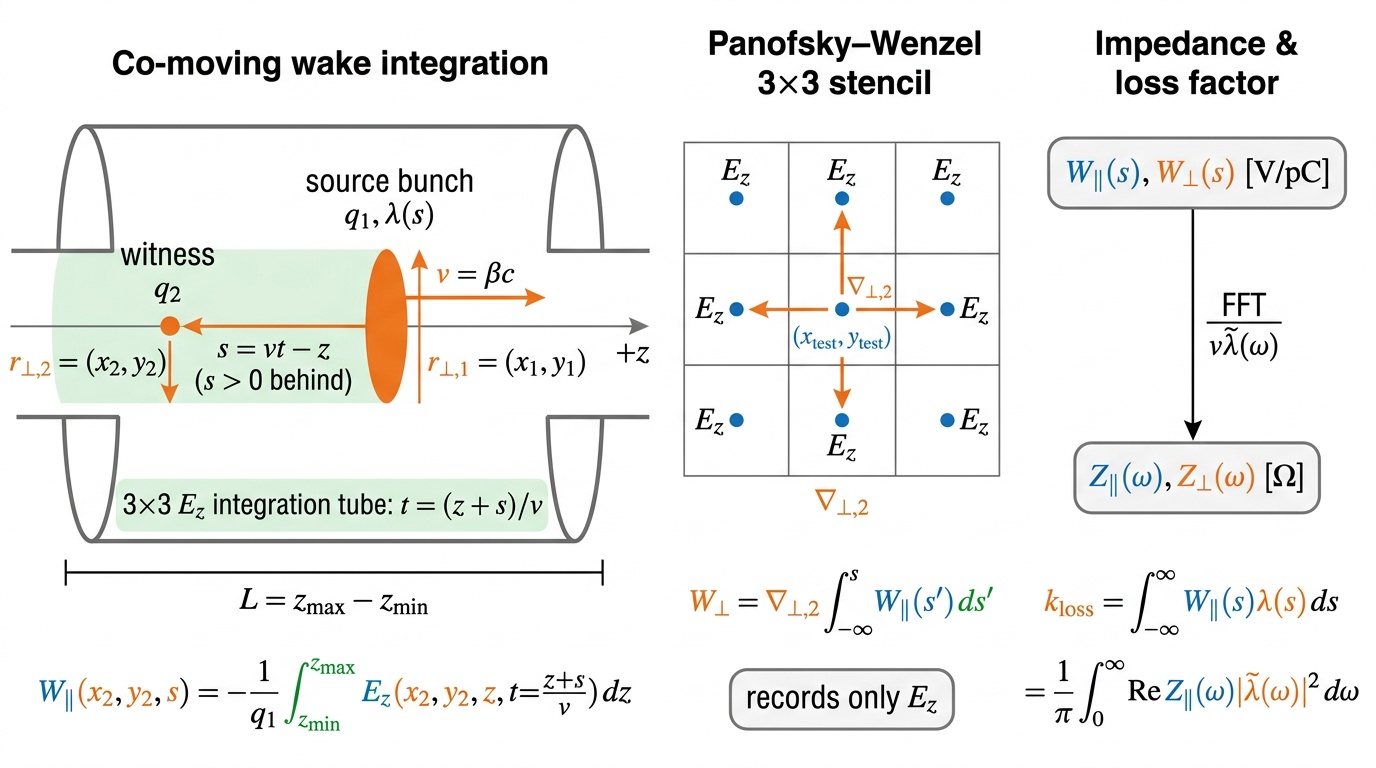 Co-moving wake integration
source bunch
q₁, λ(s)
witness
q₂
v = βc
s = vt − z
(s > 0 behind)
r⊥,₂ = (x₂, y₂)
r⊥,₁ = (x₁, y₁)
+z
3×3 E_z integration tube: t = (z + s)/v
L = z_max − z_min
W∥(x₂, y₂, s) = −1/q₁ ∫_{z_min}^{z_max} E_z(x₂, y₂, z, t=(z+s)/v) dz
Panofsky–Wenzel
3×3 stencil
E_z E_z E_z
∇⊥,₂
E_z E_z
(x_test, y_test)
E_z E_z
E_z
∇⊥,₂
W⊥ = ∇⊥,₂ ∫_{−∞}^{s} W∥(s′) ds′
records only E_z
Impedance &
loss factor
W∥(s), W⊥(s) [V/pC]
FFT
vλ̃(ω)
Z∥(ω), Z⊥(ω) [Ω]
k_loss = ∫_{−∞}^{∞} W∥(s)λ(s) ds
= 1/π ∫_0^∞ Re Z∥(ω)|λ̃(ω)|² dω